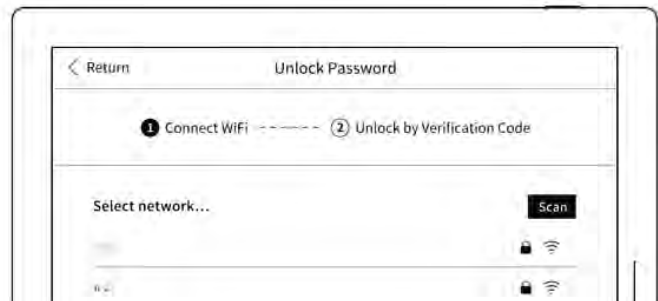 Return
Unlock Password
1 Connect WiFi 2 Unlock by Verification Code
Select network...
Scan